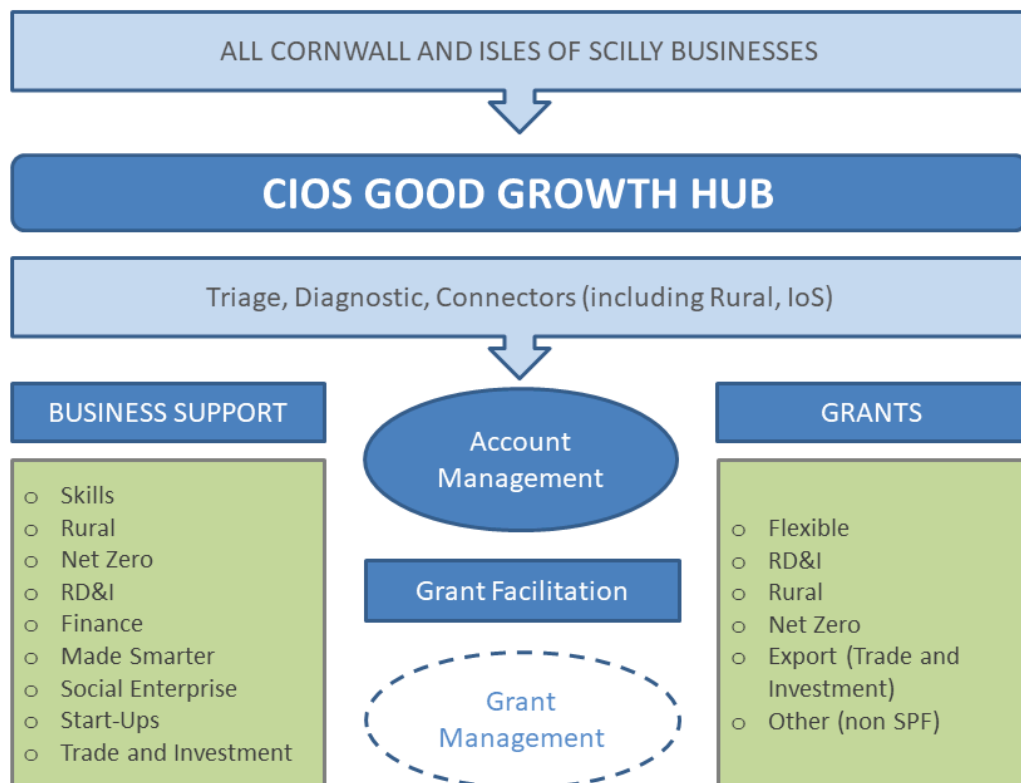 ALL CORNWALL AND ISLES OF SCILLY BUSINESSES
CIOS GOOD GROWTH HUB
Triage, Diagnostic, Connectors (including Rural, IoS)
BUSINESS SUPPORT
o Skills
o Rural
o Net Zero
o RD&I
o Finance
o Made Smarter
o Social Enterprise
o Start-Ups
o Trade and Investment
Account
Management
Grant Facilitation
Grant
Management
GRANTS
o Flexible
o RD&I
o Rural
o Net Zero
o Export (Trade and
Investment)
o Other (non SPF)